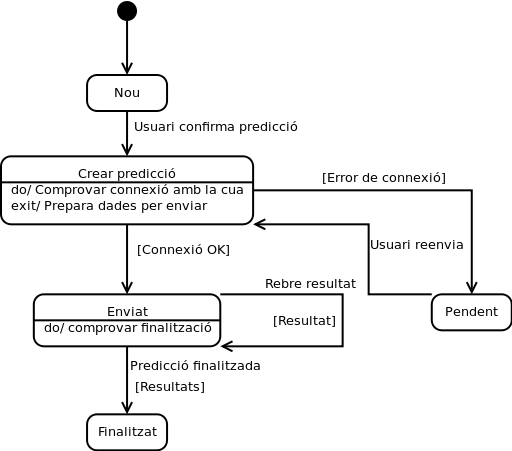 Nou
Usuari confirma predicció
Crear predicció
do/ Comprovar connexió amb la cua
exit/ Prepara dades per enviar
[Error de connexió]
Usuari reenvia
[Connexió OK]
Rebre resultat
Enviat
do/ comprovar finalització
[Resultat]
Pendent
Predicció finalitzada
[Resultats]
Finalitzat